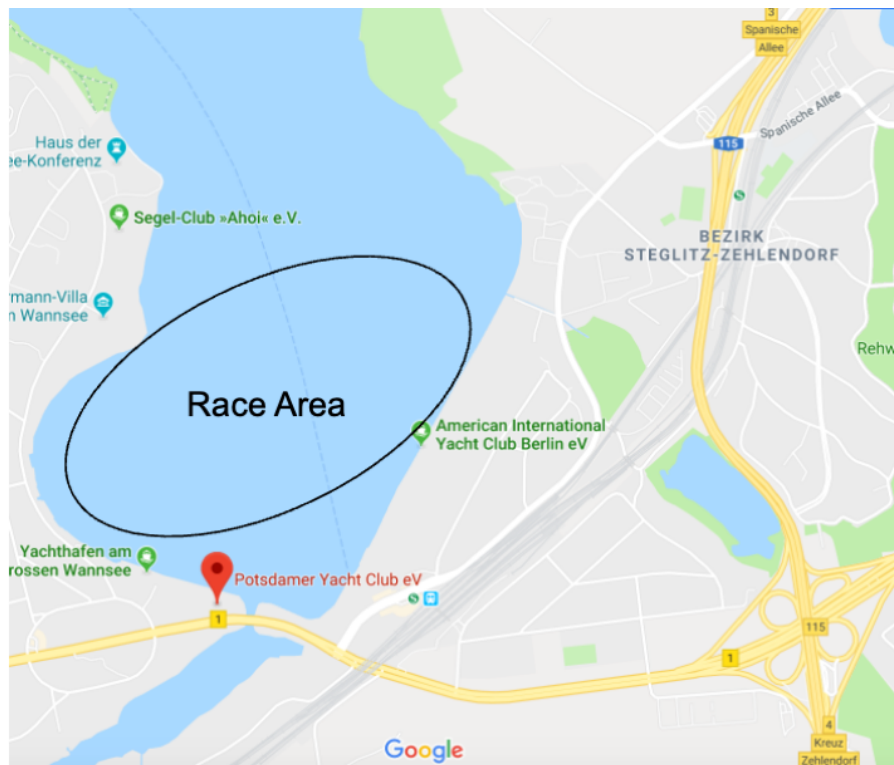 3
Spanische
Allee
Spanische Allee
115
Haus der
ee-Konferenz
Segel-Club »Ahoi« e.V.
BEZIRK
STEGLITZ-ZEHLENDORF
rmann-Villa
n Wannsee
Rehw
Race Area
American International
Yacht Club Berlin eV
Yachthafen am
rossen Wannsee
Potsdamer Yacht Club eV
1
115
1
4
Kreuz
Zehlendorf
Google